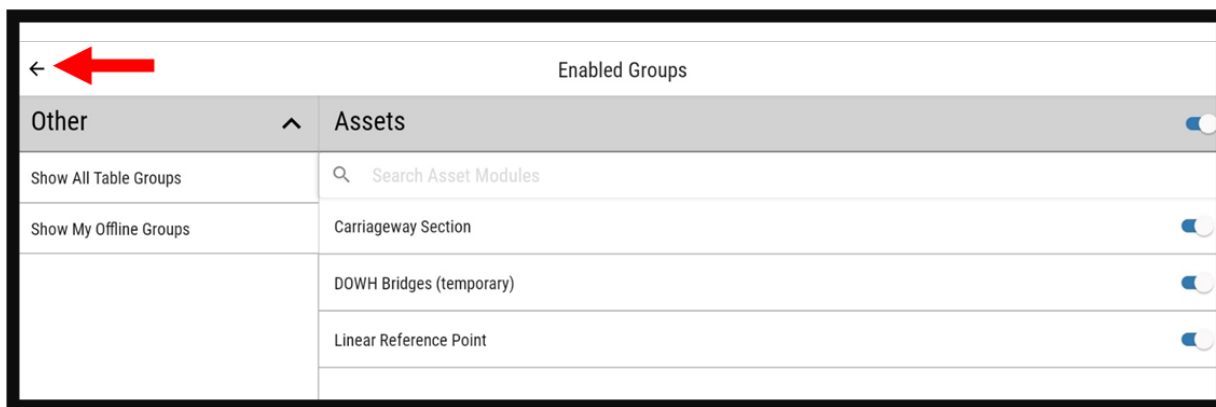 Enabled Groups
Other
Assets
Show All Table Groups
Search Asset Modules
Show My Offline Groups
Carriageway Section
DOWH Bridges (temporary)
Linear Reference Point